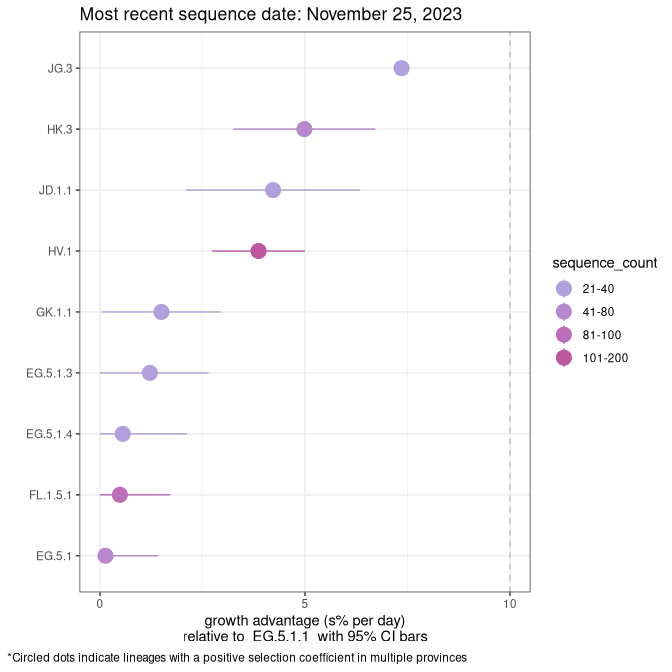 Most recent sequence date: November 25, 2023
JG.3
HK.3
JD.1.1
HV.1
GK.1.1
EG.5.1.3
EG.5.1.4
FL.1.5.1
EG.5.1
0 5 10
growth advantage (s% per day)
relative to  EG.5.1.1  with 95% CI bars
sequence_count
21-40
41-80
81-100
101-200
*Circled dots indicate lineages with a positive selection coefficient in multiple provinces